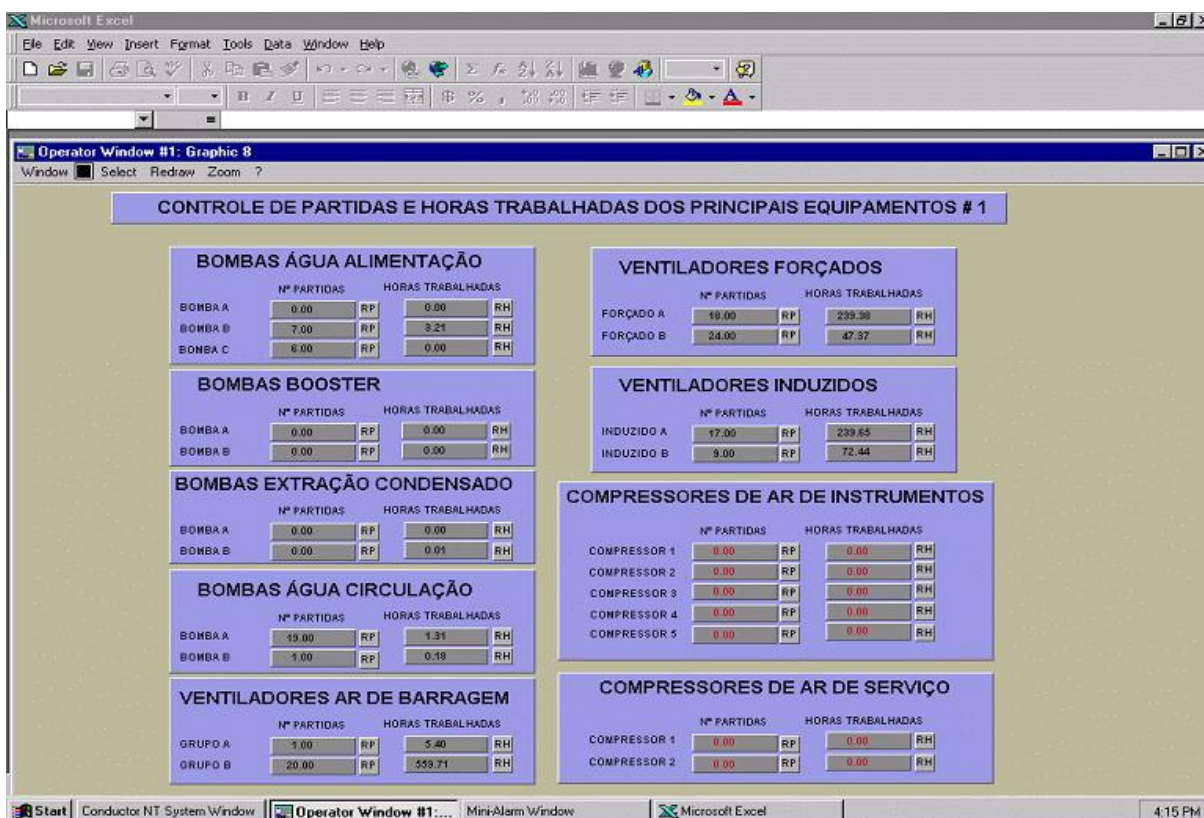 Microsoft Excel
File Edit View Insert Format Tools Data Window Help
B I U
=
Operator Window #1: Graphic 8
Window Select Redraw Zoom ?
CONTROLE DE PARTIDAS E HORAS TRABALHADAS DOS PRINCIPAIS EQUIPAMENTOS # 1
BOMBAS ÁGUA ALIMENTAÇÃO
Nº PARTIDAS HORAS TRABALHADAS
BOMBA A 0.00 RP 0.00 RH
BOMBA B 7.00 RP 3.21 RH
BOMBA C 6.00 RP 0.00 RH
BOMBAS BOOSTER
Nº PARTIDAS HORAS TRABALHADAS
BOMBA A 0.00 RP 0.00 RH
BOMBA B 0.00 RP 0.00 RH
BOMBAS EXTRAÇÃO CONDENSADO
Nº PARTIDAS HORAS TRABALHADAS
BOMBA A 0.00 RP 0.00 RH
BOMBA B 0.00 RP 0.01 RH
BOMBAS ÁGUA CIRCULAÇÃO
Nº PARTIDAS HORAS TRABALHADAS
BOMBA A 19.00 RP 1.31 RH
BOMBA B 1.00 RP 0.18 RH
VENTILADORES AR DE BARRAGEM
Nº PARTIDAS HORAS TRABALHADAS
GRUPO A 1.00 RP 5.40 RH
GRUPO B 20.00 RP 559.71 RH
VENTILADORES FORÇADOS
Nº PARTIDAS HORAS TRABALHADAS
FORÇADO A RP 239.38 RH
FORÇADO B 24.00 RP 47.37 RH
VENTILADORES INDUZIDOS
Nº PARTIDAS HORAS TRABALHADAS
INDUZIDO A 17.00 RP 239.65 RH
INDUZIDO B 9.00 RP 72.44 RH
COMPRESSORES DE AR DE INSTRUMENTOS
Nº PARTIDAS HORAS TRABALHADAS
COMPRESSOR 1 0.00 RP 0.00 RH
COMPRESSOR 2 0.00 RP 0.00 RH
COMPRESSOR 3 0.00 RP 0.00 RH
COMPRESSOR 4 0.00 RP 0.00 RH
COMPRESSOR 5 0.00 RP 0.00 RH
COMPRESSORES DE AR DE SERVIÇO
Nº PARTIDAS HORAS TRABALHADAS
COMPRESSOR 1 0.00 RP 0.00 RH
COMPRESSOR 2 0.00 RP 0.00 RH
Start Conductor NT System Window Operator Window #1:... Mini-Alarm Window Microsoft Excel 4:15 PM